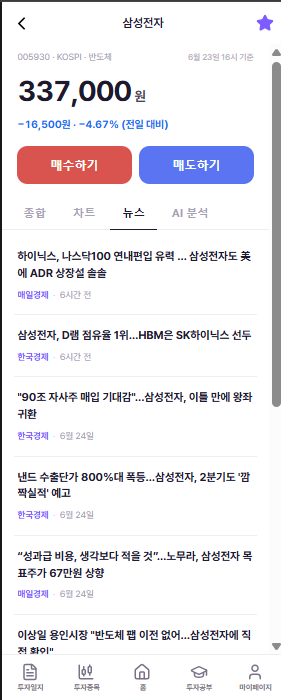 삼성전자
005930 · KOSPI · 반도체
6월 23일 16시 기준
337,000원
−16,500원 · −4.67% (전일 대비)
매수하기
매도하기
종합
차트
뉴스
AI 분석
하이닉스, 나스닥100 연내편입 유력 ... 삼성전자도 美
에 ADR 상장설 솔솔
매일경제 · 6시간 전
삼성전자, D램 점유율 1위...HBM은 SK하이닉스 선두
한국경제 · 6시간 전
"90조 자사주 매입 기대감"...삼성전자, 이틀 만에 왕좌
귀환
한국경제 · 6월 24일
낸드 수출단가 800%대 폭등...삼성전자, 2분기도 '깜
짝실적' 예고
한국경제 · 6월 24일
“성과급 비용, 생각보다 적을 것”...노무라, 삼성전자 목
표주가 67만원 상향
매일경제 · 6월 24일
이상일 용인시장 "반도체 팹 이전 없어...삼성전자에 직
접 확인"
투자일지
투자종목
홈
투자공부
마이페이지